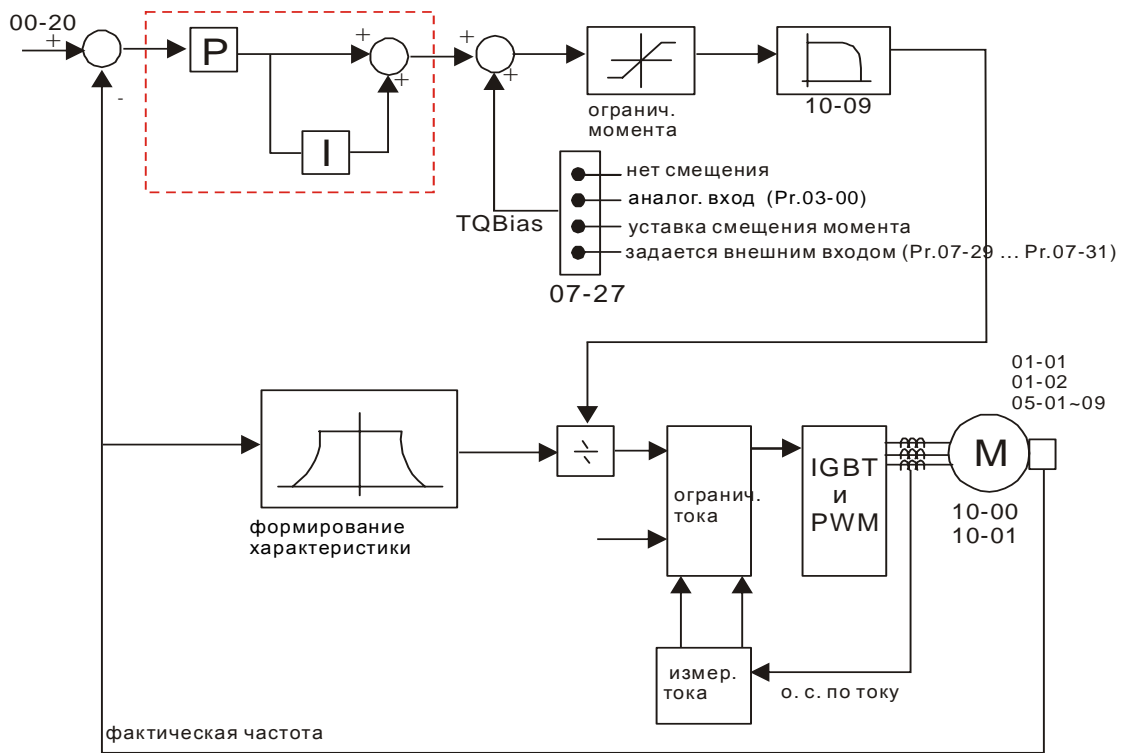 00-20
+
-
P
I
+
+
+
+
огранич.
момента
10-09
нет смещения
аналог. вход (Pr.03-00)
уставка смещения момента
задается внешним входом (Pr.07-29 ... Pr.07-31)
TQBias
07-27
01-01
01-02
05-01~09
формирование
характеристики
÷
огранич.
тока
IGBT
и
PWM
M
10-00
10-01
измер.
тока
о. с. по току
фактическая частота